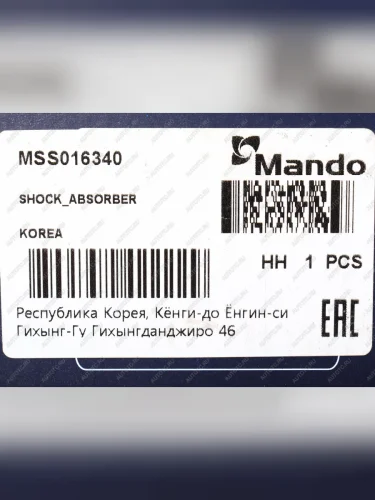 MSS016340
Mando
SHOCK_ABSORBER
KOREA
HH 1 PCS
Республика Корея, Кёнги-до Ёнгин-си
Гихынг-Гу Гихынгданджиро 46
EAC